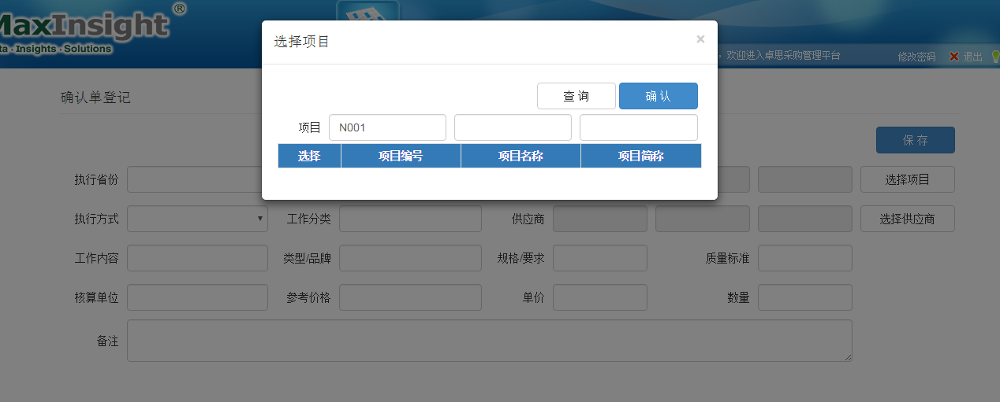 MaxInsight®
ta · Insights · Solutions
欢迎进入卓思采购管理平台 修改密码 退出
选择项目 ×
查 询 确 认
项目 N001
选择 项目编号 项目名称 项目简称
确认单登记
保 存
执行省份 选择项目
执行方式 工作分类 供应商 选择供应商
工作内容 类型/品牌 规格/要求 质量标准
核算单位 参考价格 单价 数量
备注